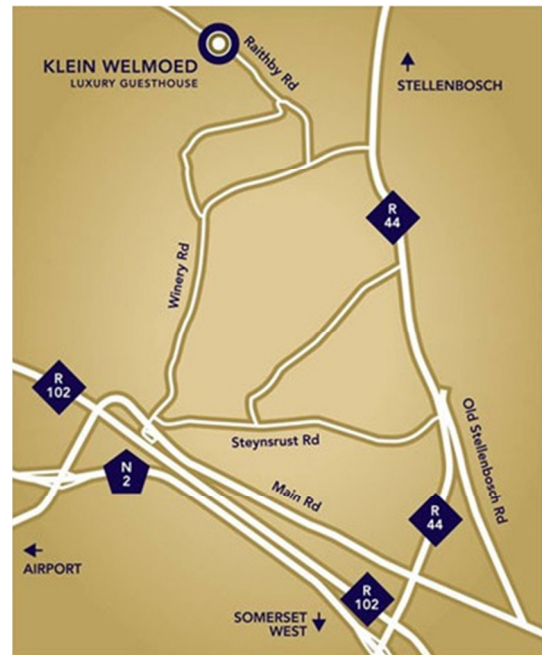 Raithby Rd
KLEIN WELMOED
LUXURY GUESTHOUSE
STELLENBOSCH
R
44
Winery Rd
R
102
Old Stellenbosch Rd
Steynsrust Rd
N
2
Main Rd
R
44
AIRPORT
R
102
SOMERSET
WEST